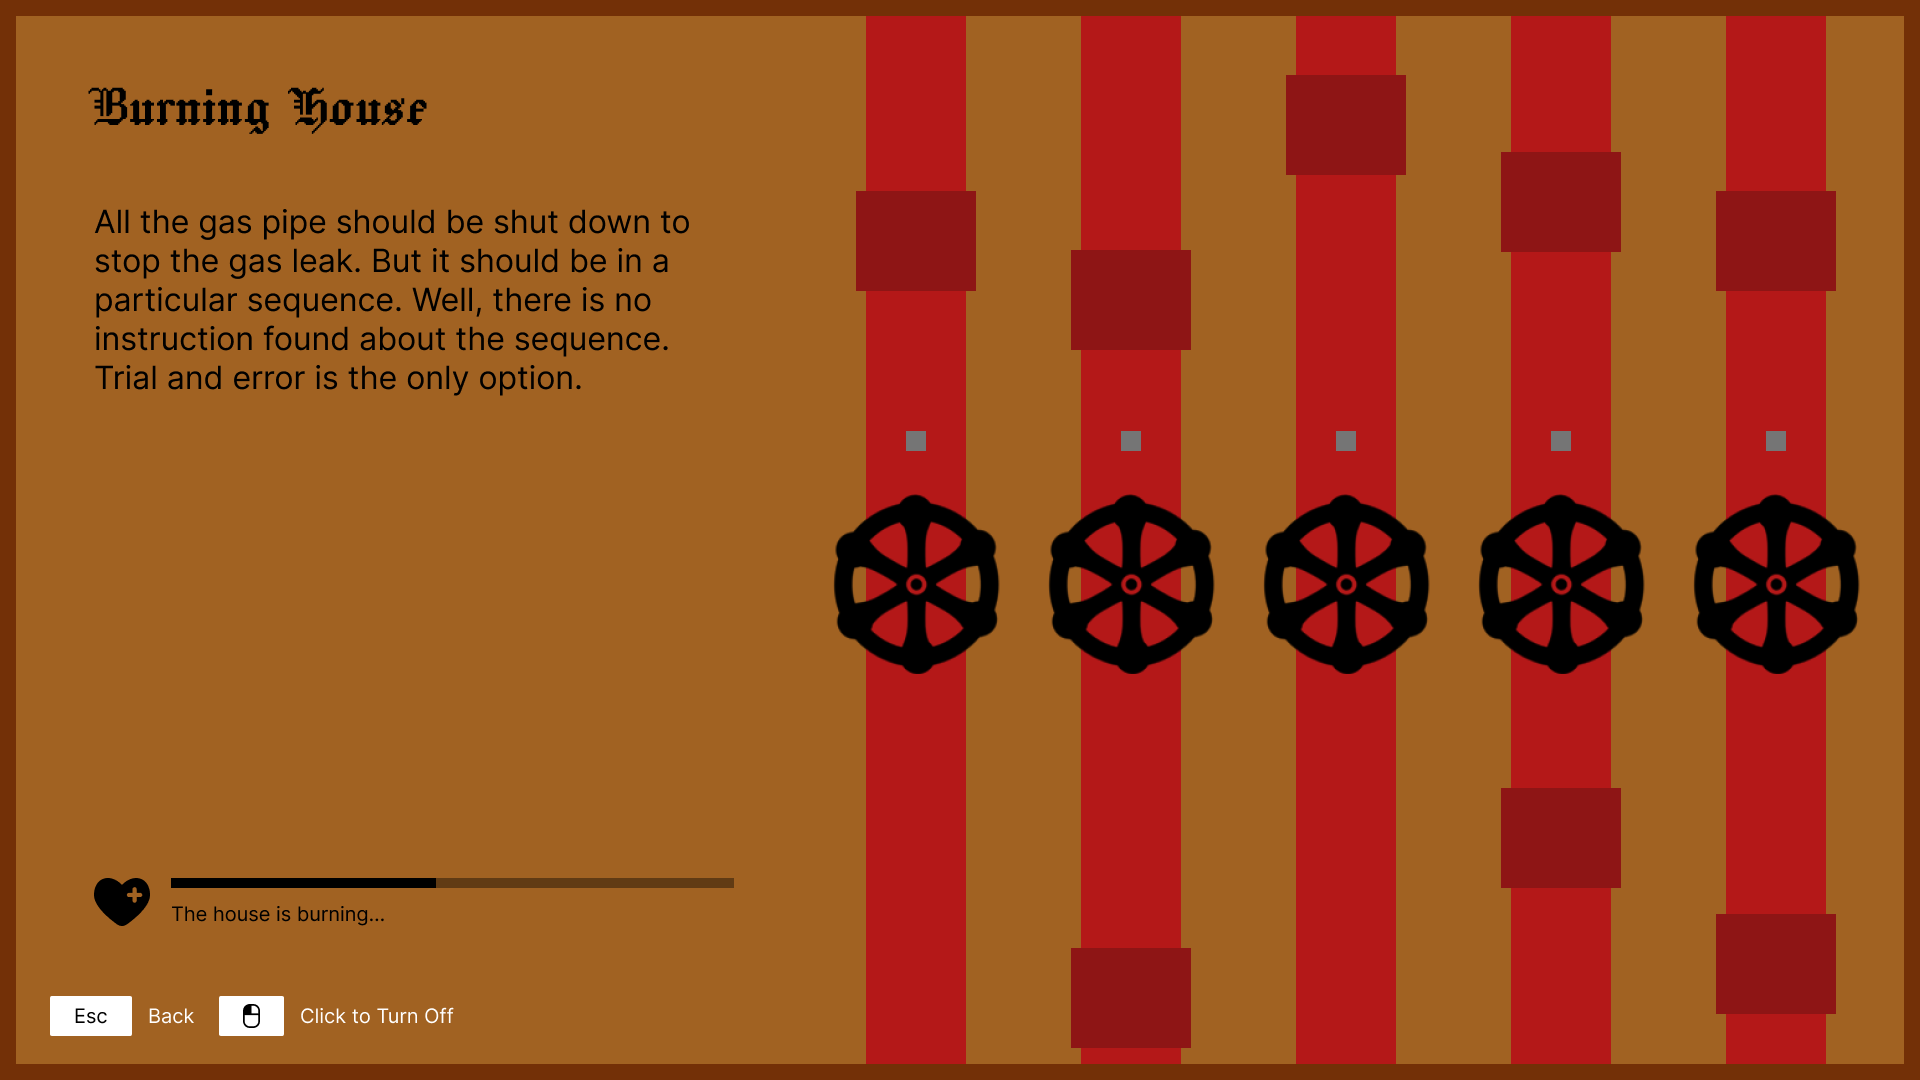 Burning House
All the gas pipe should be shut down to
stop the gas leak. But it should be in a
particular sequence. Well, there is no
instruction found about the sequence.
Trial and error is the only option.
The house is burning...
Esc Back Click to Turn Off